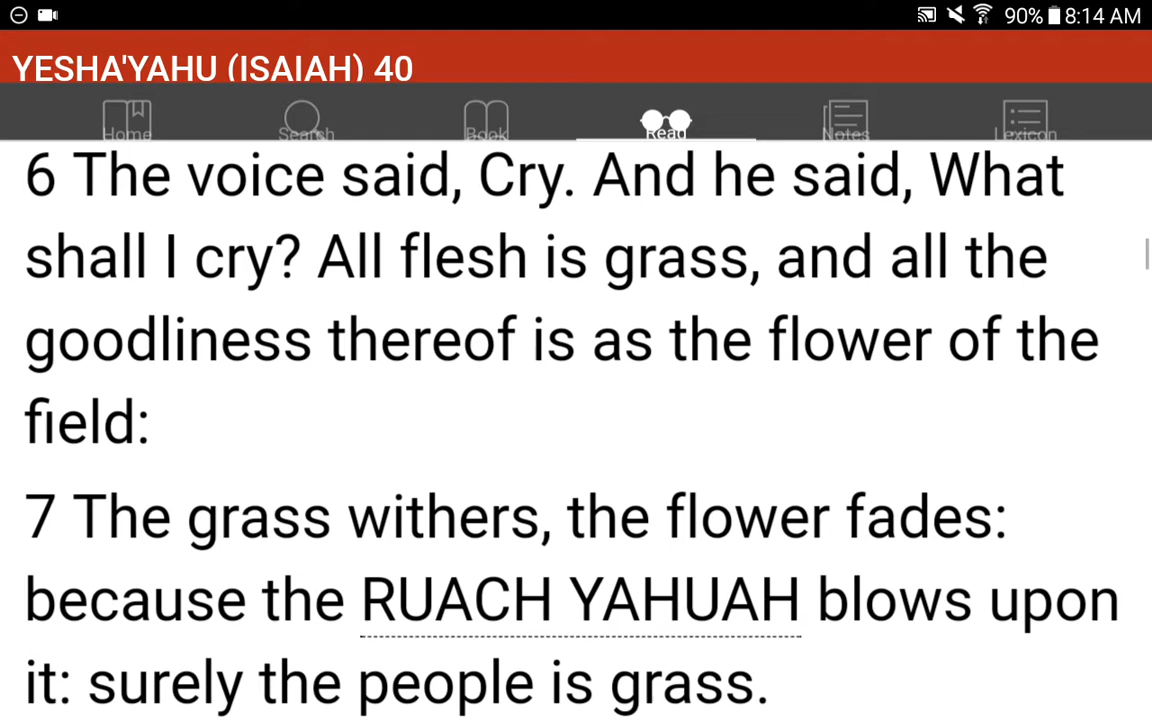 90% 8:14 AM
YESHA'YAHU (ISAIAH) 40
Home Search Book Read Notes Lexicon
6 The voice said, Cry. And he said, What
shall I cry? All flesh is grass, and all the
goodliness thereof is as the flower of the
field:
7 The grass withers, the flower fades:
because the RUACH YAHUAH blows upon
it: surely the people is grass.